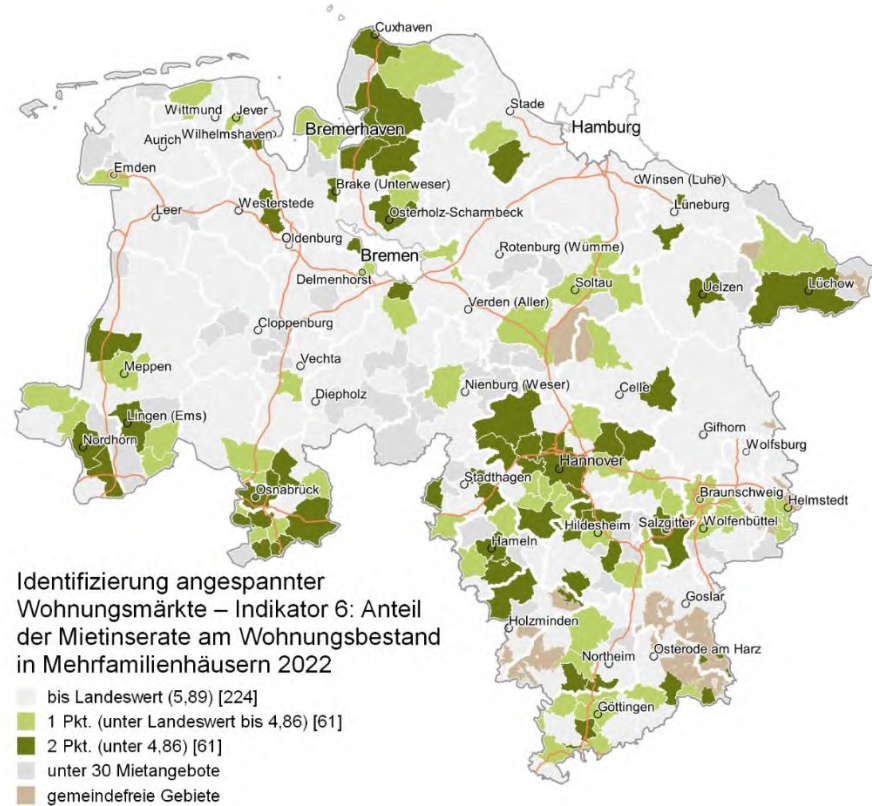 Cuxhaven
Stade
Hamburg
Wittmund
Jever
Bremerhaven
Aurich
Wilhelmshaven
Emden
Winsen (Luhe)
Brake (Unterweser)
Leer
Westerstede
Lüneburg
Osterholz-Scharmbeck
Oldenburg
Rotenburg (Wümme)
Bremen
Delmenhorst
Soltau
Uelzen
Lüchow
Verden (Aller)
Cloppenburg
Vechta
Meppen
Nienburg (Weser)
Celle
Diepholz
Lingen (Ems)
Gifhorn
Nordhorn
Wolfsburg
Hannover
Stadthagen
Osnabrück
Braunschweig
Helmstedt
Hildesheim
Salzgitter
Wolfenbüttel
Hameln
Goslar
Holzminden
Osterode am Harz
Northeim
Göttingen
Identifizierung angespannter
Wohnungsmärkte – Indikator 6: Anteil
der Mietinserate am Wohnungsbestand
in Mehrfamilienhäusern 2022
bis Landeswert (5,89) [224]
1 Pkt. (unter Landeswert bis 4,86) [61]
2 Pkt. (unter 4,86) [61]
unter 30 Mietangebote
gemeindefreie Gebiete